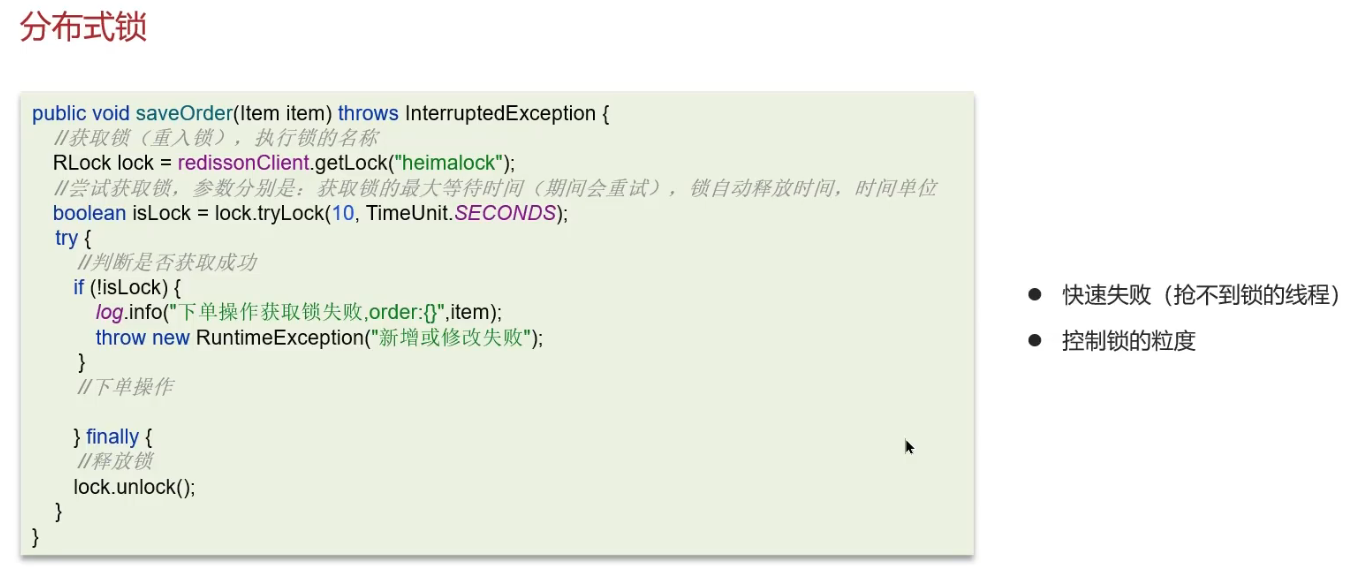 分布式锁
public void saveOrder(Item item) throws InterruptedException {
//获取锁（重入锁），执行锁的名称
RLock lock = redissonClient.getLock("heimalock");
//尝试获取锁，参数分别是：获取锁的最大等待时间（期间会重试），锁自动释放时间，时间单位
boolean isLock = lock.tryLock(10, TimeUnit.SECONDS);
try {
//判断是否获取成功
if (!isLock) {
log.info("下单操作获取锁失败,order:{}",item);
throw new RuntimeException("新增或修改失败");
}
//下单操作
} finally {
//释放锁
lock.unlock();
}
}
● 快速失败（抢不到锁的线程）
● 控制锁的粒度